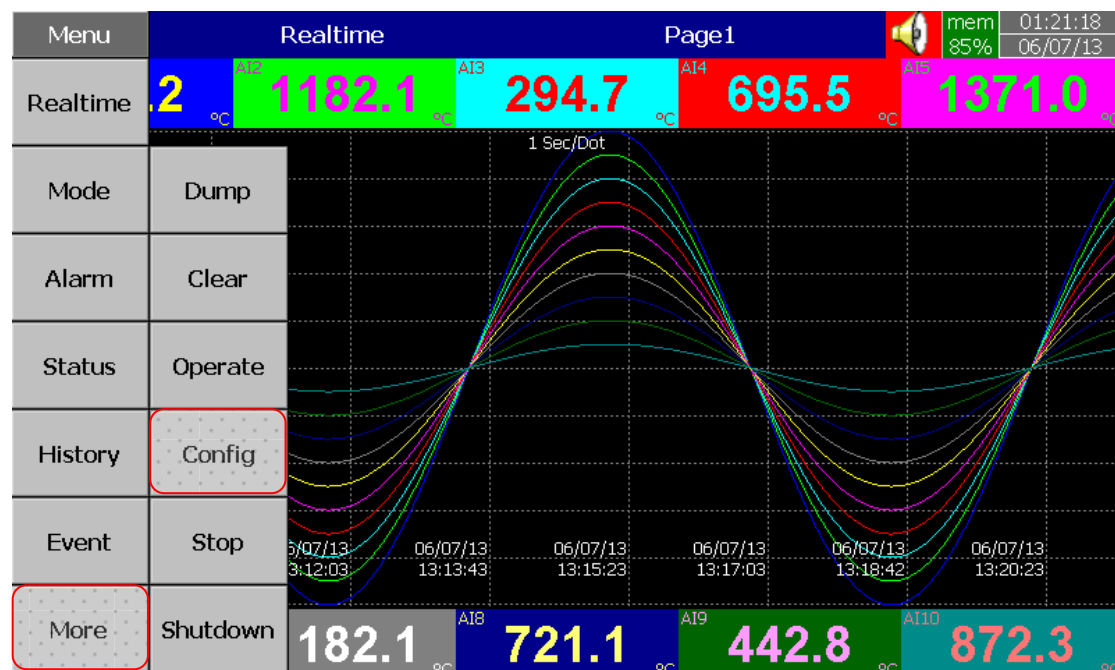 Menu
Realtime
Page1
mem
85%
01:21:18
06/07/13
Realtime
.2
°C
AI2
1182.1
°C
AI3
294.7
°C
AI4
695.5
°C
AI5
1371.0
1 Sec/Dot
Mode
Dump
Alarm
Clear
Status
Operate
History
Config
Event
Stop
More
Shutdown
5/07/13
3:12:03
06/07/13
13:13:43
06/07/13
13:15:23
06/07/13
13:17:03
06/07/13
13:18:42
06/07/13
13:20:23
182.1
°C
AI8
721.1
°C
AI9
442.8
°C
AI10
872.3